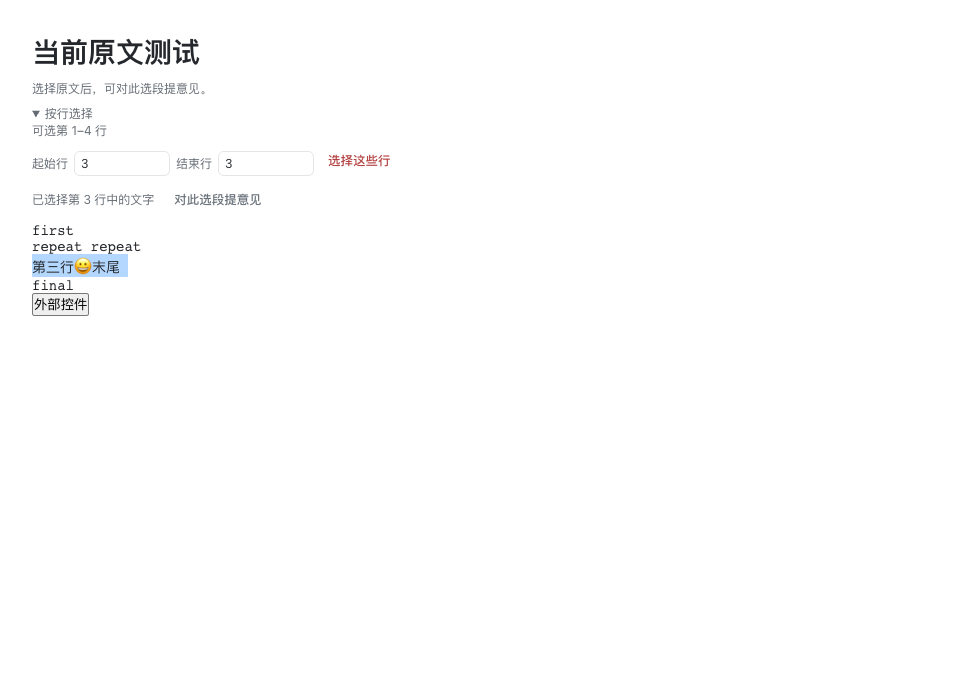 当前原文测试
选择原文后，可对此选段提意见。
▼ 按行选择
可选第 1–4 行
起始行 3 结束行 3 选择这些行
已选择第 3 行中的文字 对此选段提意见
first
repeat repeat
第三行😀末尾
final
外部控件